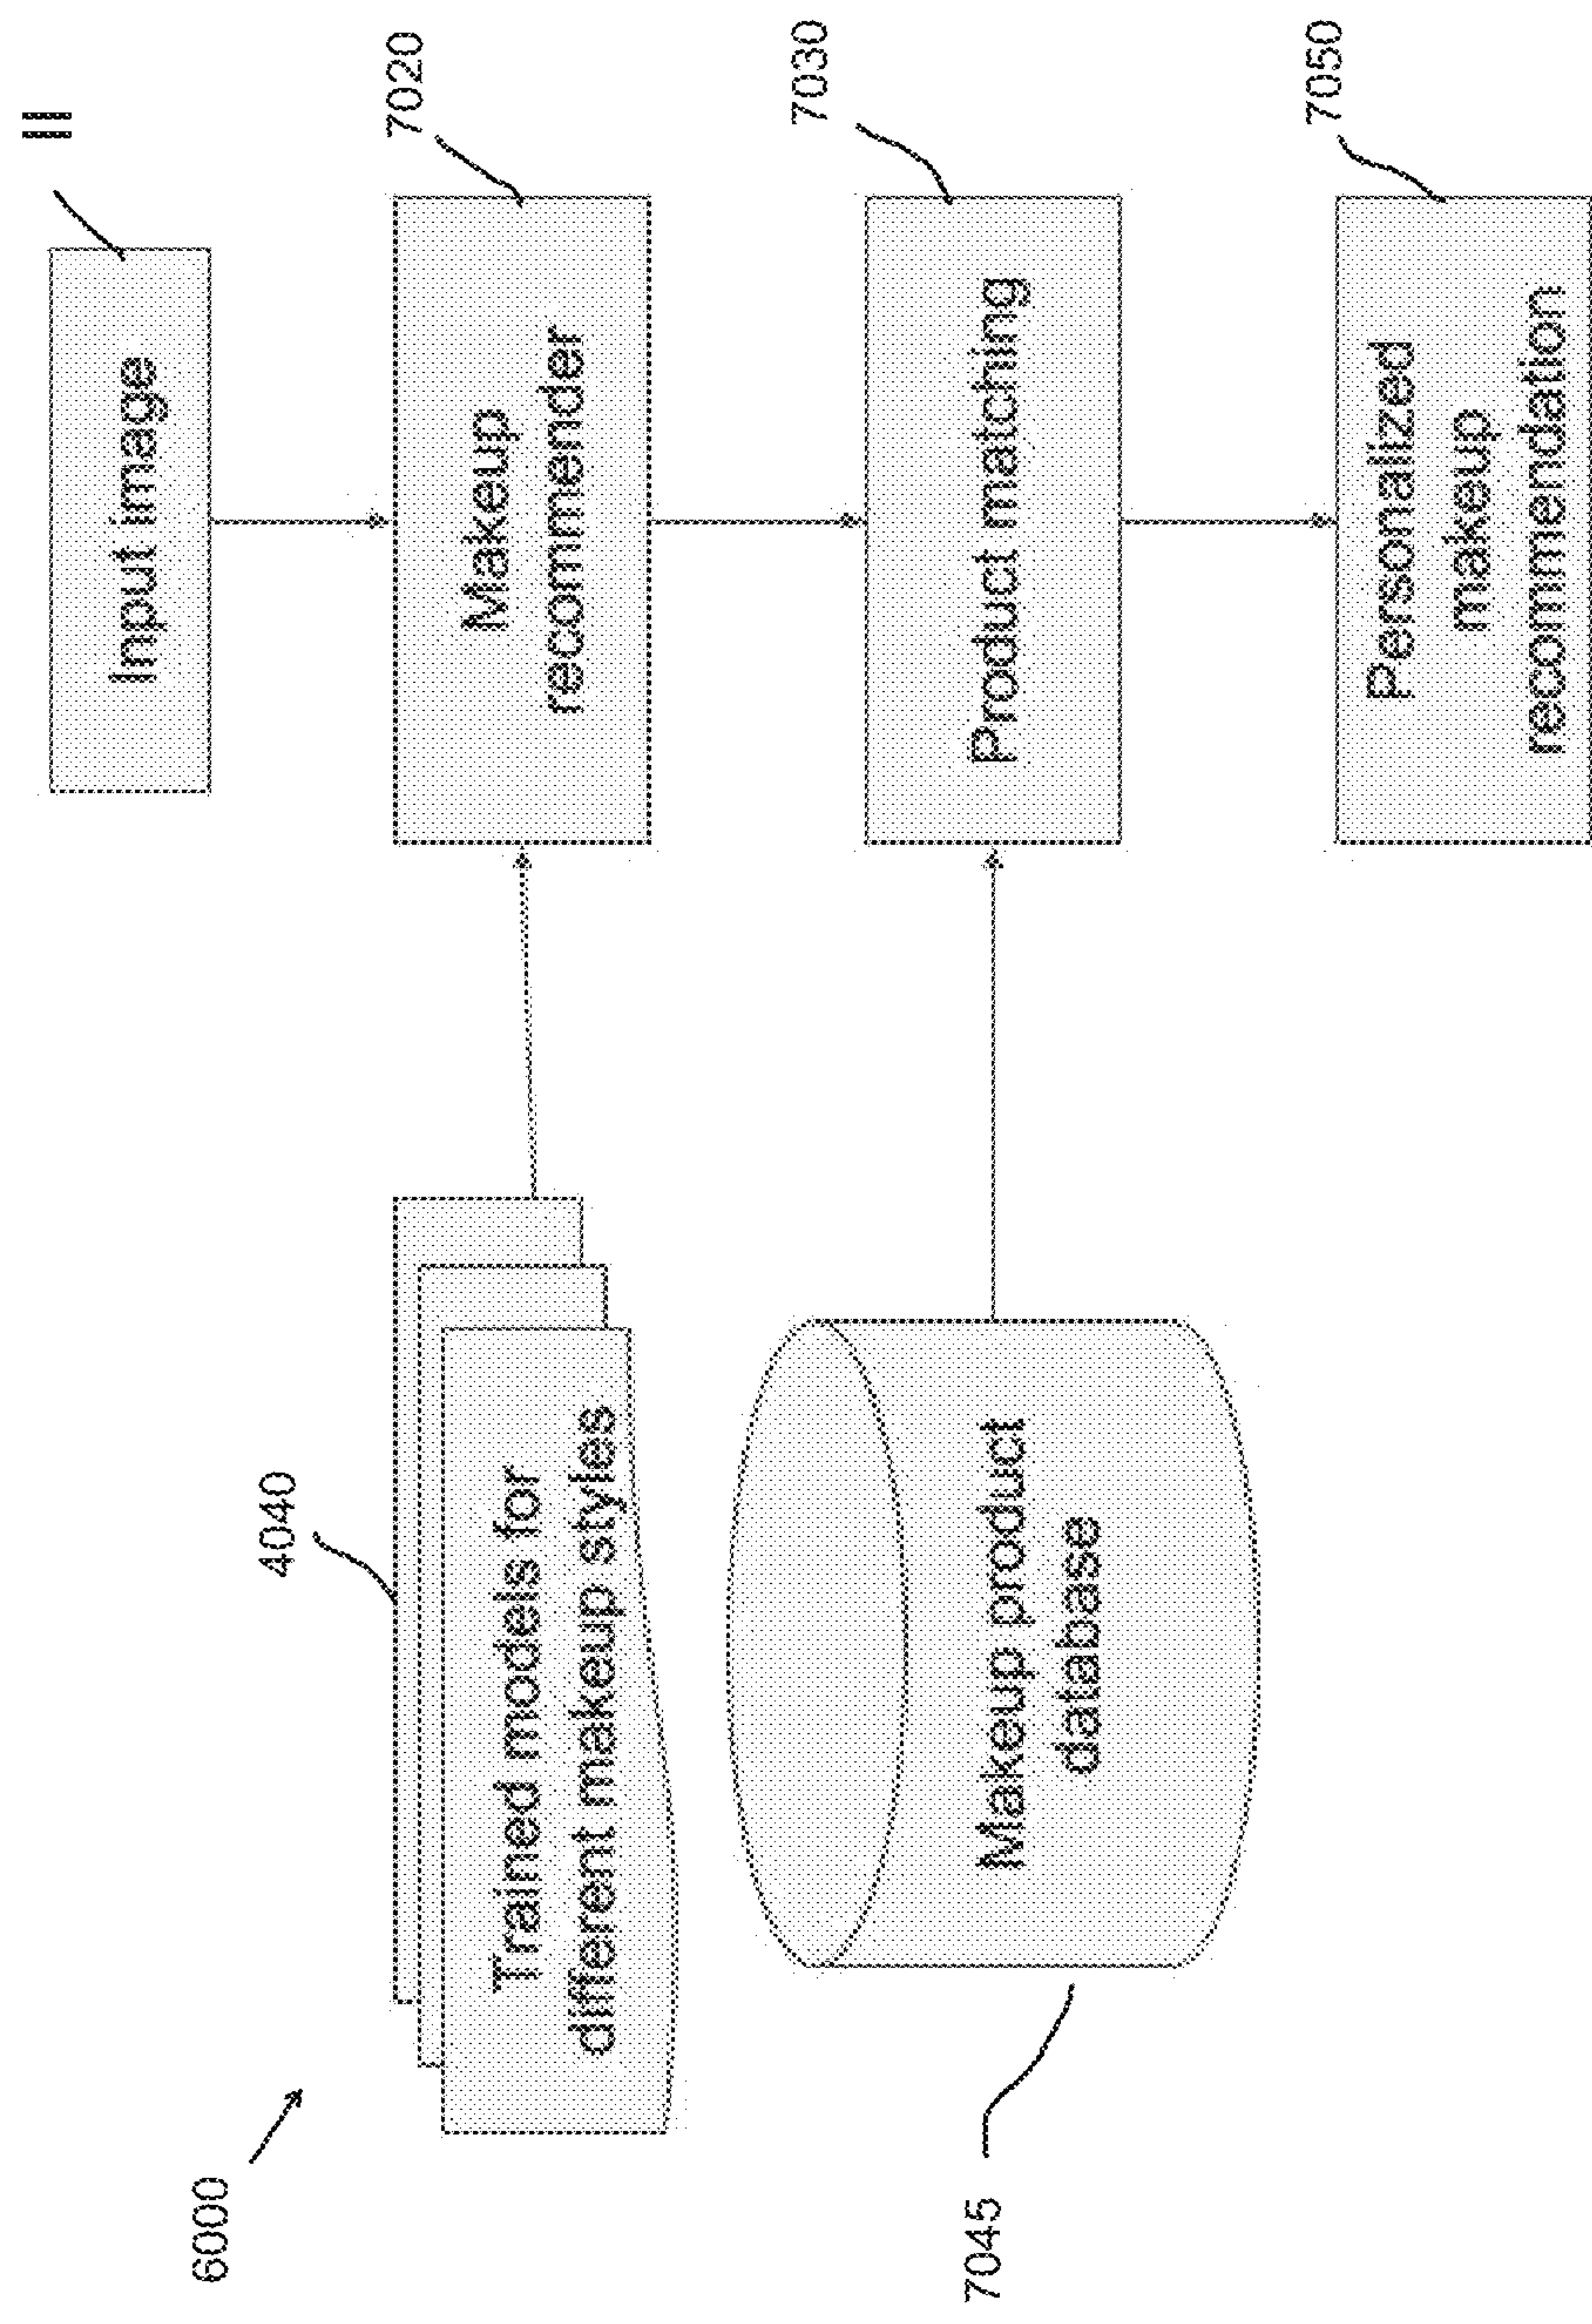 II
Input image
6000
4040
7020
Trained models for
different makeup styles
Makeup
recommender
7030
Makeup product
database
Product matching
7045
7050
Personalized
makeup
recommendation